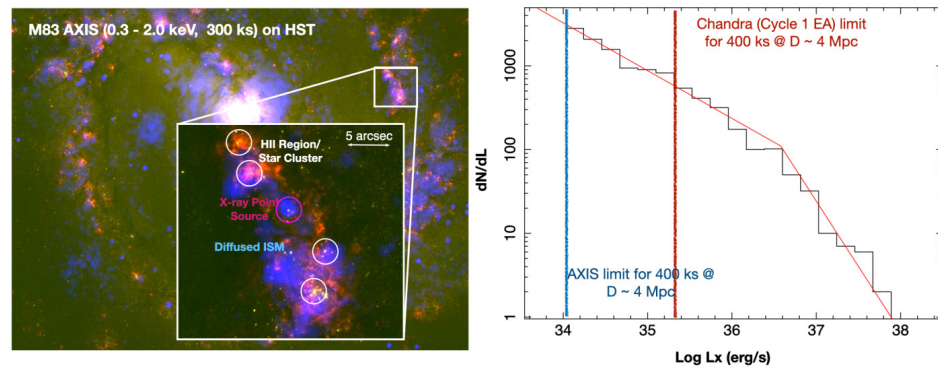 M83 AXIS (0.3 - 2.0 keV, 300 ks) on HST
5 arcsec
HII Region/
Star Cluster
X-ray Point
Source
Diffused ISM
Chandra (Cycle 1 EA) limit
for 400 ks @ D ~ 4 Mpc
AXIS limit for 400 ks @
D ~ 4 Mpc
dN/dL
1000
100
10
1
34
35
36
37
38
Log Lx (erg/s)